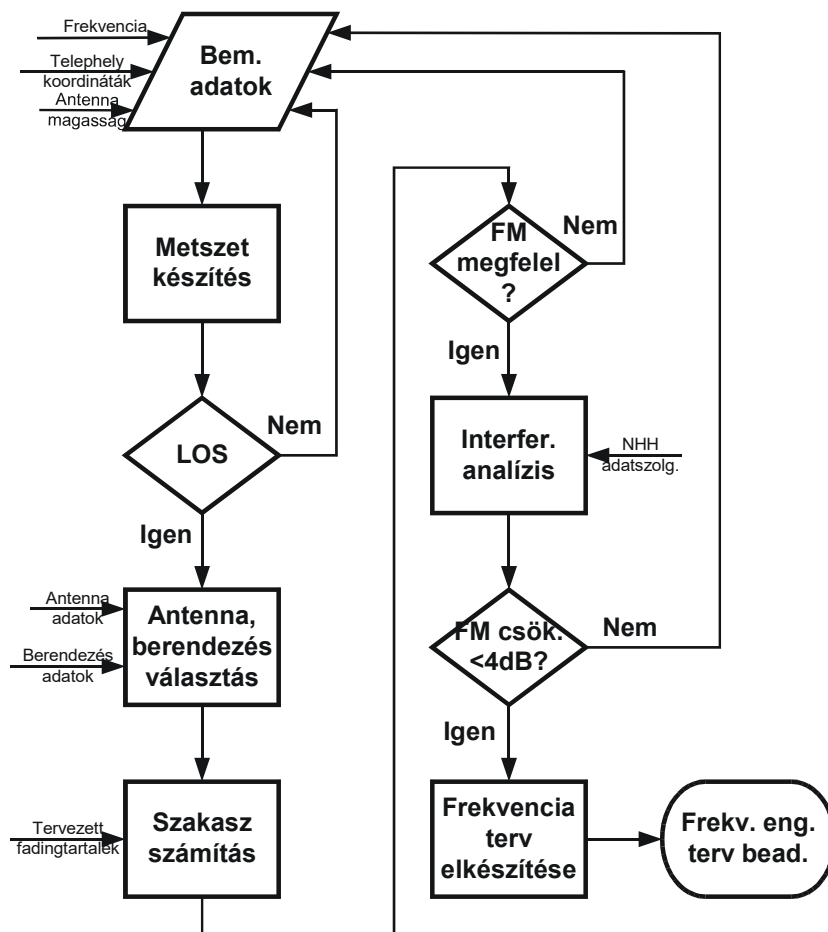 Frekvencia
Telephely
koordináták
Antenna
magasság
Bem.
adatok
Metszet
készítés
LOS
Nem
Igen
Antenna
adatok
Berendezés
adatok
Antenna,
berendezés
választás
Tervezett
fadingtartalék
Szakasz
számítás
FM
megfelel
?
Nem
Igen
Interfer.
analízis
NHH
adatszolg.
FM csök.
<4dB?
Nem
Igen
Frekvencia
terv
elkészítése
Frekv. eng.
terv bead.